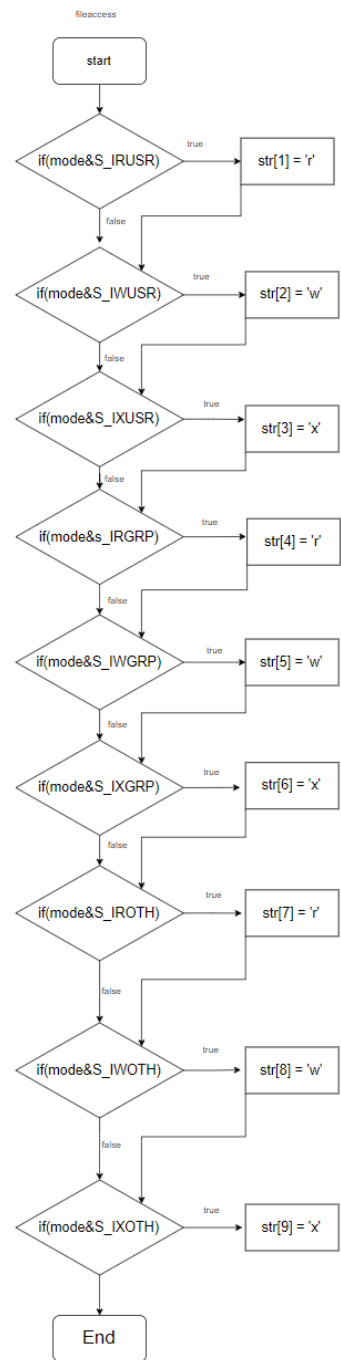 fileaccess
start
if(mode&S_IRUSR)
true
str[1] = 'r'
false
if(mode&S_IWUSR)
true
str[2] = 'w'
false
if(mode&S_IXUSR)
true
str[3] = 'x'
false
if(mode&s_IRGRP)
true
str[4] = 'r'
false
if(mode&S_IWGRP)
true
str[5] = 'w'
false
if(mode&S_IXGRP)
true
str[6] = 'x'
false
if(mode&S_IROTH)
true
str[7] = 'r'
false
if(mode&S_IWOTH)
true
str[8] = 'w'
false
if(mode&S_IXOTH)
true
str[9] = 'x'
End